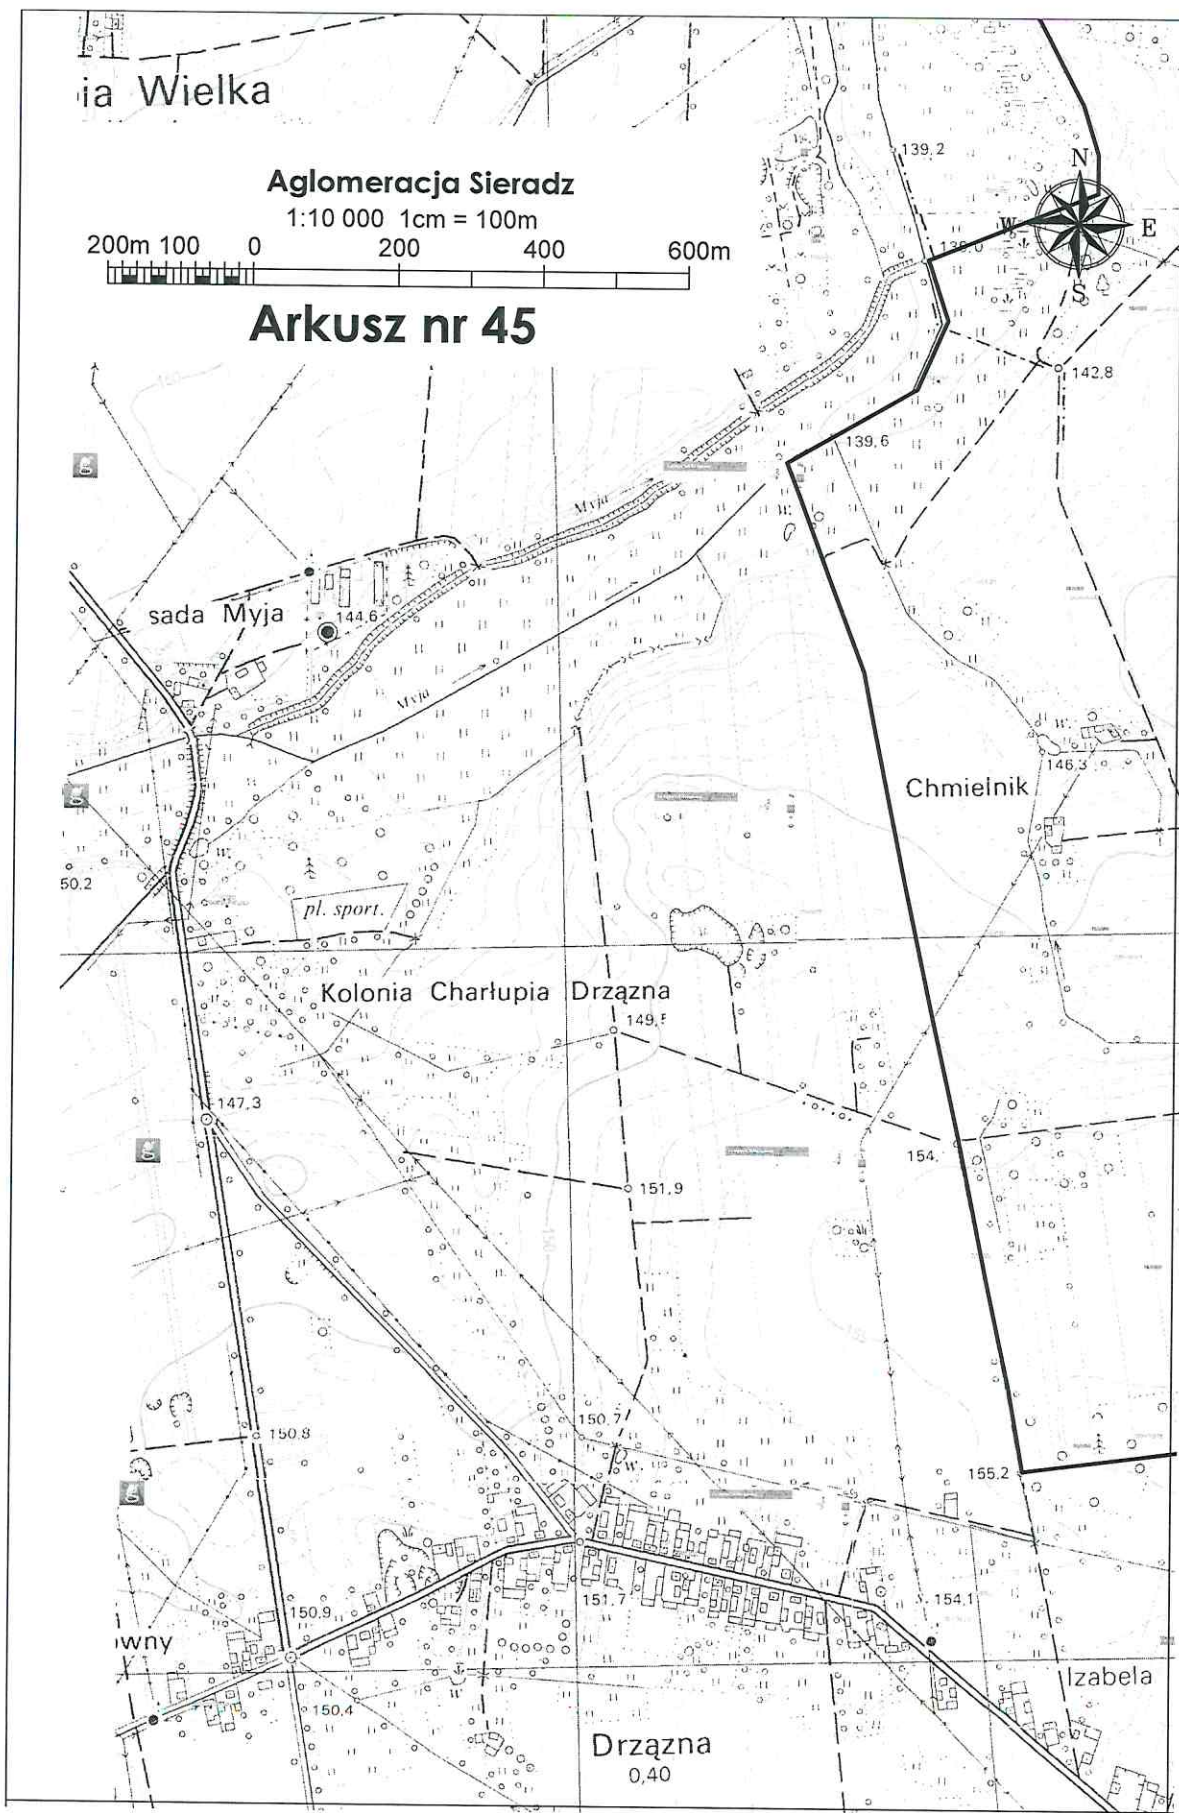 ia Wielka
Aglomeracja Sieradz
1:10 000 1cm = 100m
200m 100 0 200 400 600m
Arkusz nr 45
N
W
E
S
139,2
142,8
139,6
Myja
sada Myja
144,6
Myja
W.
146,3
Chmielnik
W.
50,2
pl. sport.
Kolonia Charłupia Drzązna
147,3
154,
151,9
150
150,7
150,8
W.
155,2
151,7
154,1
150,9
owny
Izabela
150,4
W
Drzązna
0,40